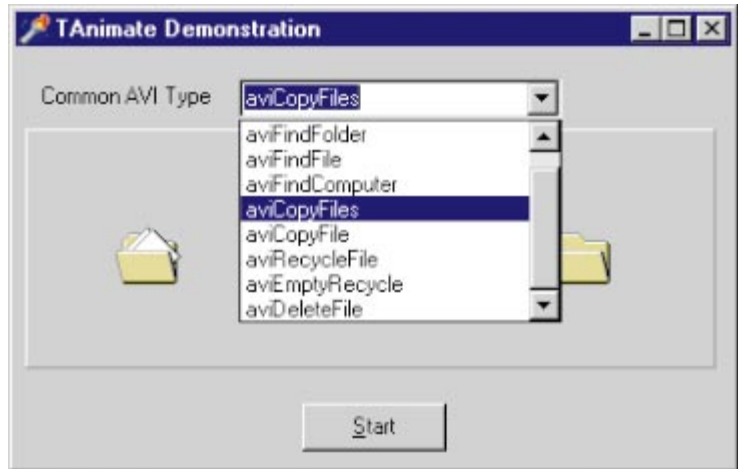 TAnimate Demonstration
Common AVI Type
aviCopyFiles
aviFindFolder
aviFindFile
aviFindComputer
aviCopyFiles
aviCopyFile
aviRecycleFile
aviEmptyRecycle
aviDeleteFile
Start